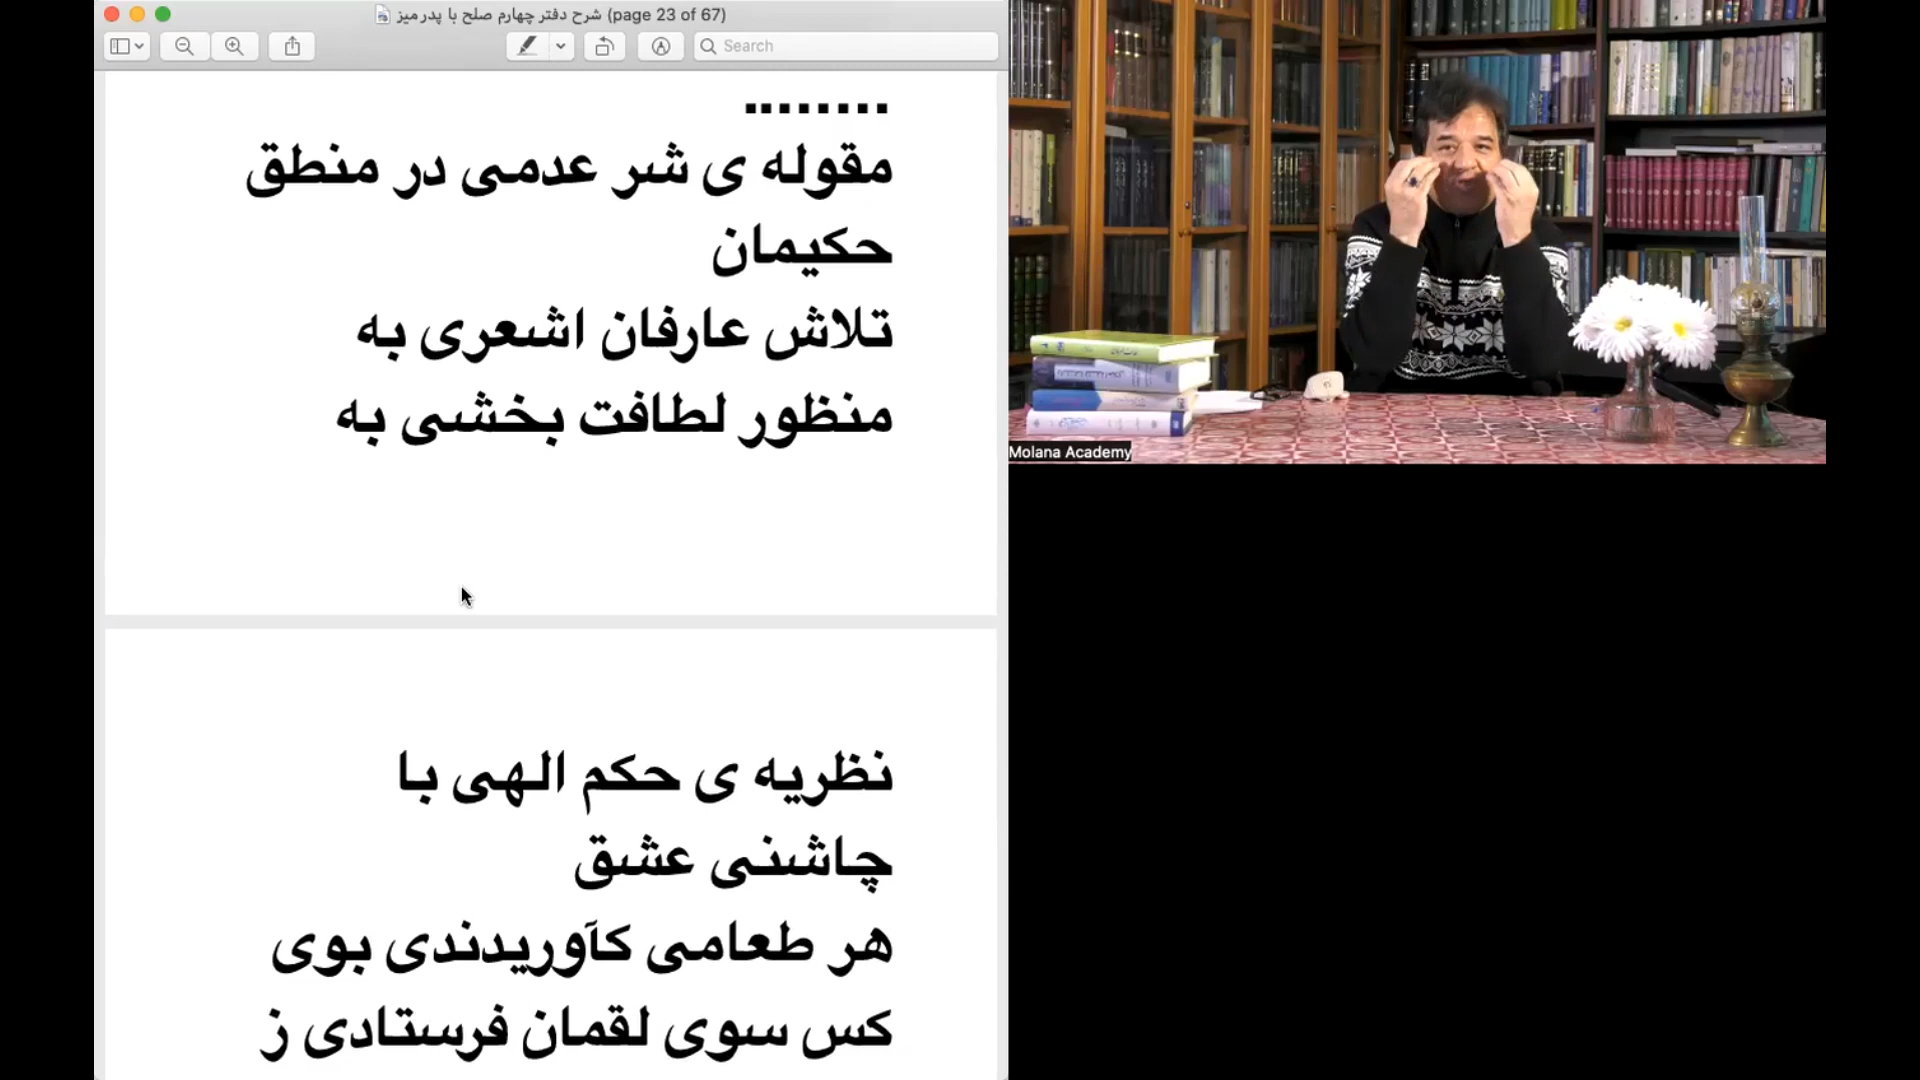 شرح دفتر چهارم صلح با پدر میز (page 23 of 67)
Search
........
مقوله ی شر عدمی در منطق
حکیمان
تلاش عارفان اشعری به
منظور لطافت بخشی به
نظریه ی حکم الهی با
چاشنی عشق
هر طعامی کآوریدندی بوی
کس سوی لقمان فرستادی ز
Molana Academy